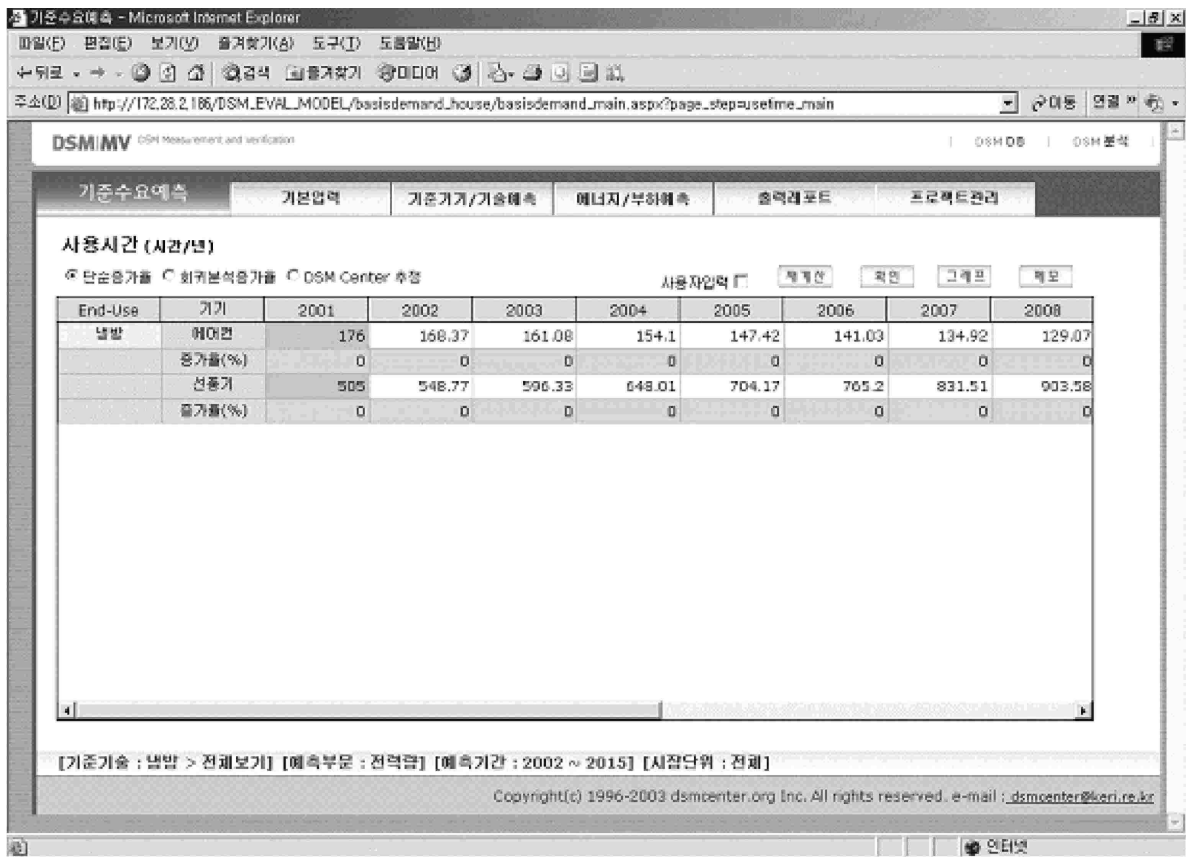 기준수요예측 - Microsoft Internet Explorer
파일(F) 편집(E) 보기(V) 즐겨찾기(A) 도구(T) 도움말(H)
뒤로 검색 즐겨찾기 미디어
주소(D) http://172.28.2.186/DSM_EVAL_MODEL/basisdemand_house/basisdemand_main.aspx?page_step=usetime_main 이동 연결 »
DSM|MV DSM Measurement and verification | DSM DB | DSM 분석 |
기준수요예측 기본입력 기준기기/기술예측 에너지/부하예측 출력레포트 프로젝트관리
사용시간 (시간/년)
단순증가율 회귀분석증가율 DSM Center 추정 사용자입력 재계산 확인 그래프 메모
End-Use 기기 2001 2002 2003 2004 2005 2006 2007 2008
냉방 에어컨 176 168.37 161.08 154.1 147.42 141.03 134.92 129.07
증가율(%) 0 0 0 0 0 0 0 0
선풍기 505 548.77 596.33 648.01 704.17 765.2 831.51 903.58
증가율(%) 0 0 0 0 0 0 0 0
[기준기술 : 냉방 > 전체보기] [예측부문 : 전력량] [예측기간 : 2002 ~ 2015] [시장단위 : 전체]
Copyright(c) 1996-2003 dsmcenter.org Inc. All rights reserved. e-mail : dsmcenter@keri.re.kr
인터넷